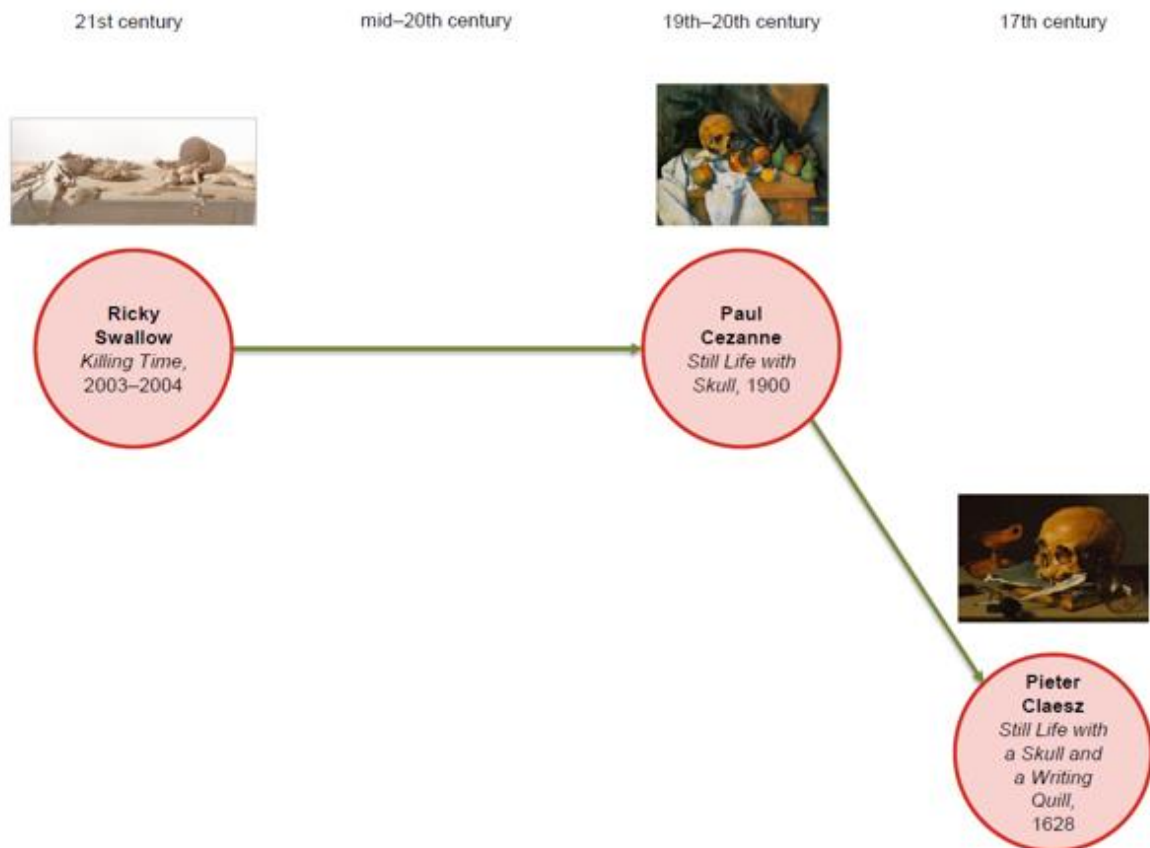 21st century
mid–20th century
19th–20th century
17th century
Ricky
Swallow
Killing Time,
2003–2004
Paul
Cezanne
Still Life with
Skull, 1900
Pieter
Claesz
Still Life with
a Skull and
a Writing
Quill,
1628